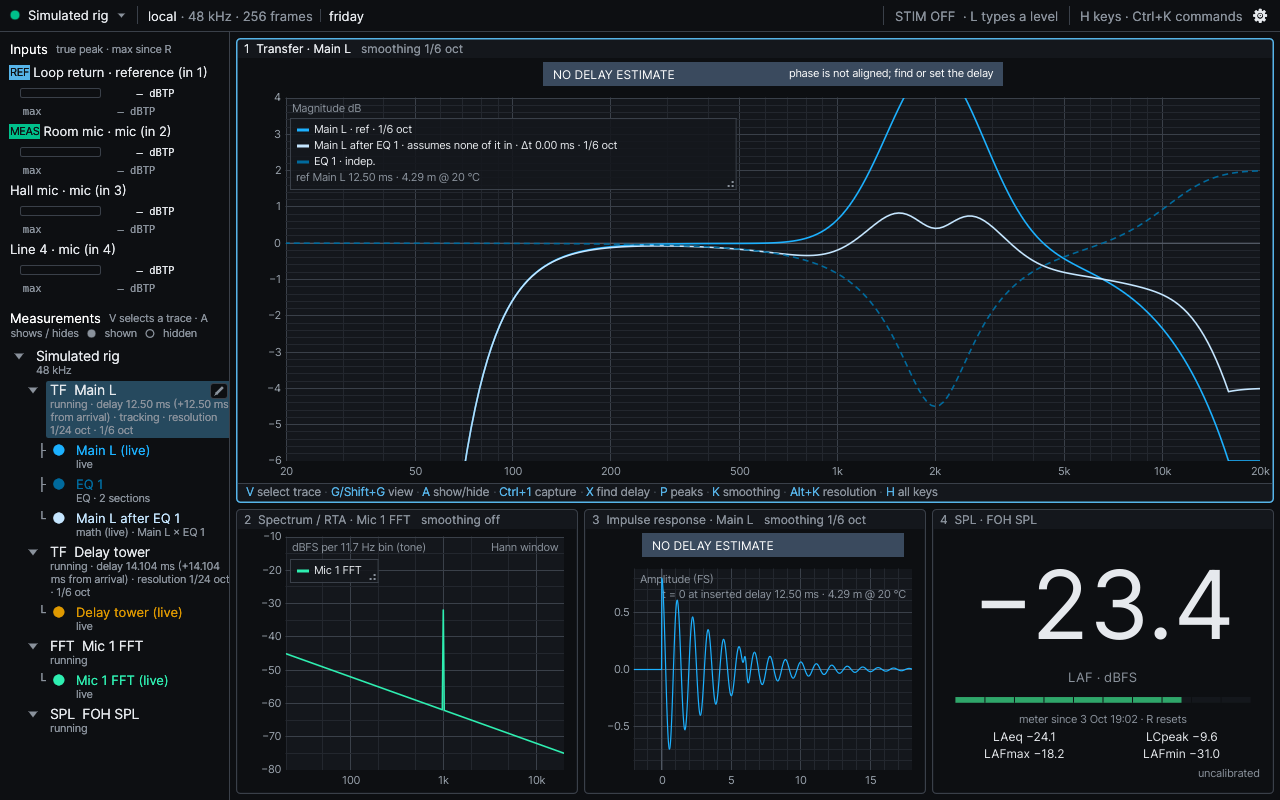 Simulated rig
local · 48 kHz · 256 frames
friday
STIM OFF · L types a level
H keys · Ctrl+K commands
Inputs true peak · max since R
REF Loop return · reference (in 1)
– dBTP
max – dBTP
MEAS Room mic · mic (in 2)
– dBTP
max – dBTP
Hall mic · mic (in 3)
– dBTP
max – dBTP
Line 4 · mic (in 4)
– dBTP
max – dBTP
Measurements V selects a trace · A
shows / hides shown hidden
Simulated rig
48 kHz
TF Main L
running · delay 12.50 ms (+12.50 ms
from arrival) · tracking · resolution
1/24 oct · 1/6 oct
Main L (live)
live
EQ 1
EQ · 2 sections
Main L after EQ 1
math (live) · Main L × EQ 1
TF Delay tower
running · delay 14.104 ms (+14.104
ms from arrival) · resolution 1/24 oct
· 1/6 oct
Delay tower (live)
live
FFT Mic 1 FFT
running
Mic 1 FFT (live)
live
SPL FOH SPL
running
1 Transfer · Main L smoothing 1/6 oct
NO DELAY ESTIMATE phase is not aligned; find or set the delay
Magnitude dB
Main L · ref · 1/6 oct
Main L after EQ 1 · assumes none of it in · Δt 0.00 ms · 1/6 oct
EQ 1 · indep.
ref Main L 12.50 ms · 4.29 m @ 20 °C
4
3
2
1
0
−1
−2
−3
−4
−5
−6
20 50 100 200 500 1k 2k 5k 10k 20k
V select trace · G/Shift+G view · A show/hide · Ctrl+1 capture · X find delay · P peaks · K smoothing · Alt+K resolution · H all keys
2 Spectrum / RTA · Mic 1 FFT smoothing off
dBFS per 11.7 Hz bin (tone) Hann window
Mic 1 FFT
−10
−20
−30
−40
−50
−60
−70
−80
100 1k 10k
3 Impulse response · Main L smoothing 1/6 oct
NO DELAY ESTIMATE
Amplitude (FS)
t = 0 at inserted delay 12.50 ms · 4.29 m @ 20 °C
0.5
0.0
−0.5
0 5 10 15
4 SPL · FOH SPL
−23.4
LAF · dBFS
meter since 3 Oct 19:02 · R resets
LAeq −24.1 LCpeak −9.6
LAFmax −18.2 LAFmin −31.0
uncalibrated